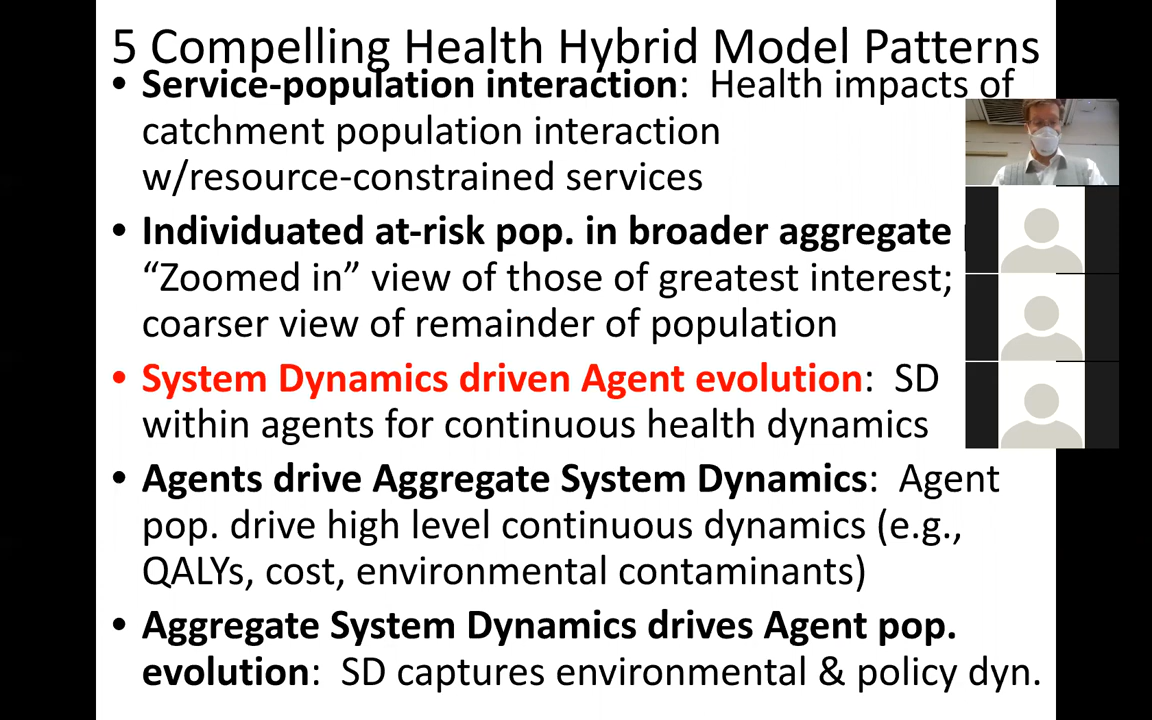 5 Compelling Health Hybrid Model Patterns
• Service-population interaction: Health impacts of
catchment population interaction
w/resource-constrained services
• Individuated at-risk pop. in broader aggregate
“Zoomed in” view of those of greatest interest;
coarser view of remainder of population
• System Dynamics driven Agent evolution: SD
within agents for continuous health dynamics
• Agents drive Aggregate System Dynamics: Agent
pop. drive high level continuous dynamics (e.g.,
QALYs, cost, environmental contaminants)
• Aggregate System Dynamics drives Agent pop.
evolution: SD captures environmental & policy dyn.